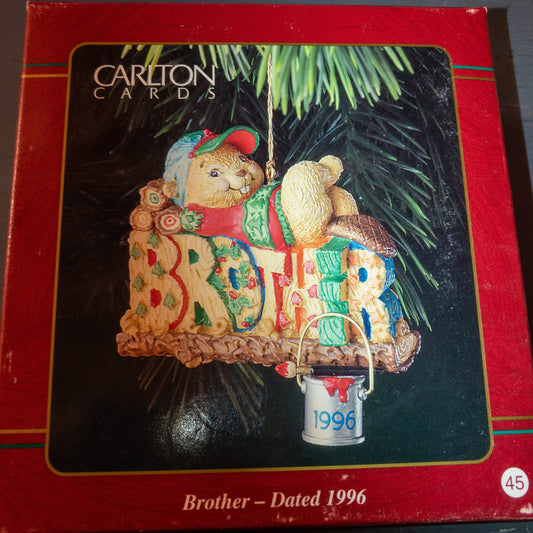 CARLTON
CARDS
BROTHER
1996
Brother – Dated 1996
45